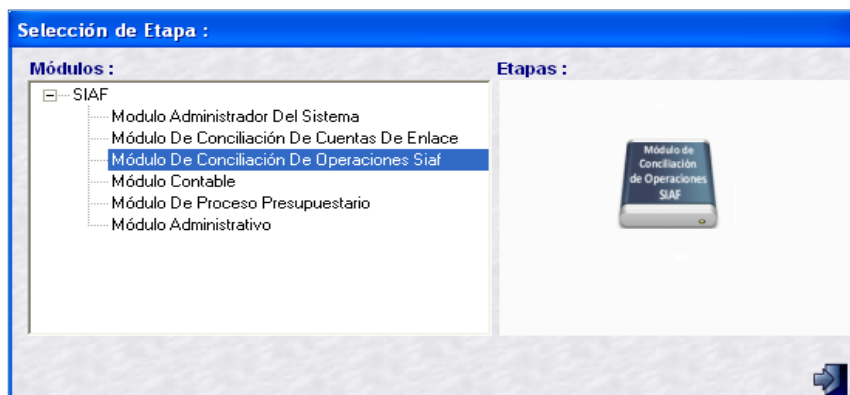 Selección de Etapa :
Módulos :
Etapas :
SIAF
Modulo Administrador Del Sistema
Módulo De Conciliación De Cuentas De Enlace
Módulo De Conciliación De Operaciones Siaf
Módulo Contable
Módulo De Proceso Presupuestario
Módulo Administrativo
Módulo de
Conciliación
de Operaciones
SIAF